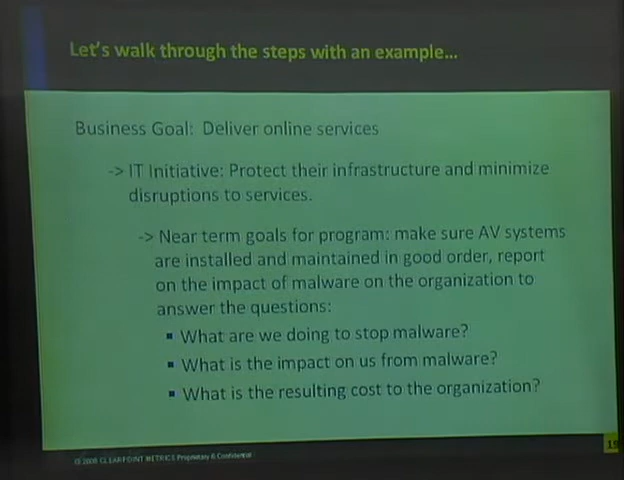 Let's walk through the steps with an example...
Business Goal: Deliver online services
-> IT Initiative: Protect their infrastructure and minimize
disruptions to services.
-> Near term goals for program: make sure AV systems
are installed and maintained in good order, report
on the impact of malware on the organization to
answer the questions:
▪ What are we doing to stop malware?
▪ What is the impact on us from malware?
▪ What is the resulting cost to the organization?
© 2008 CLEARPOINT METRICS Proprietary & Confidential